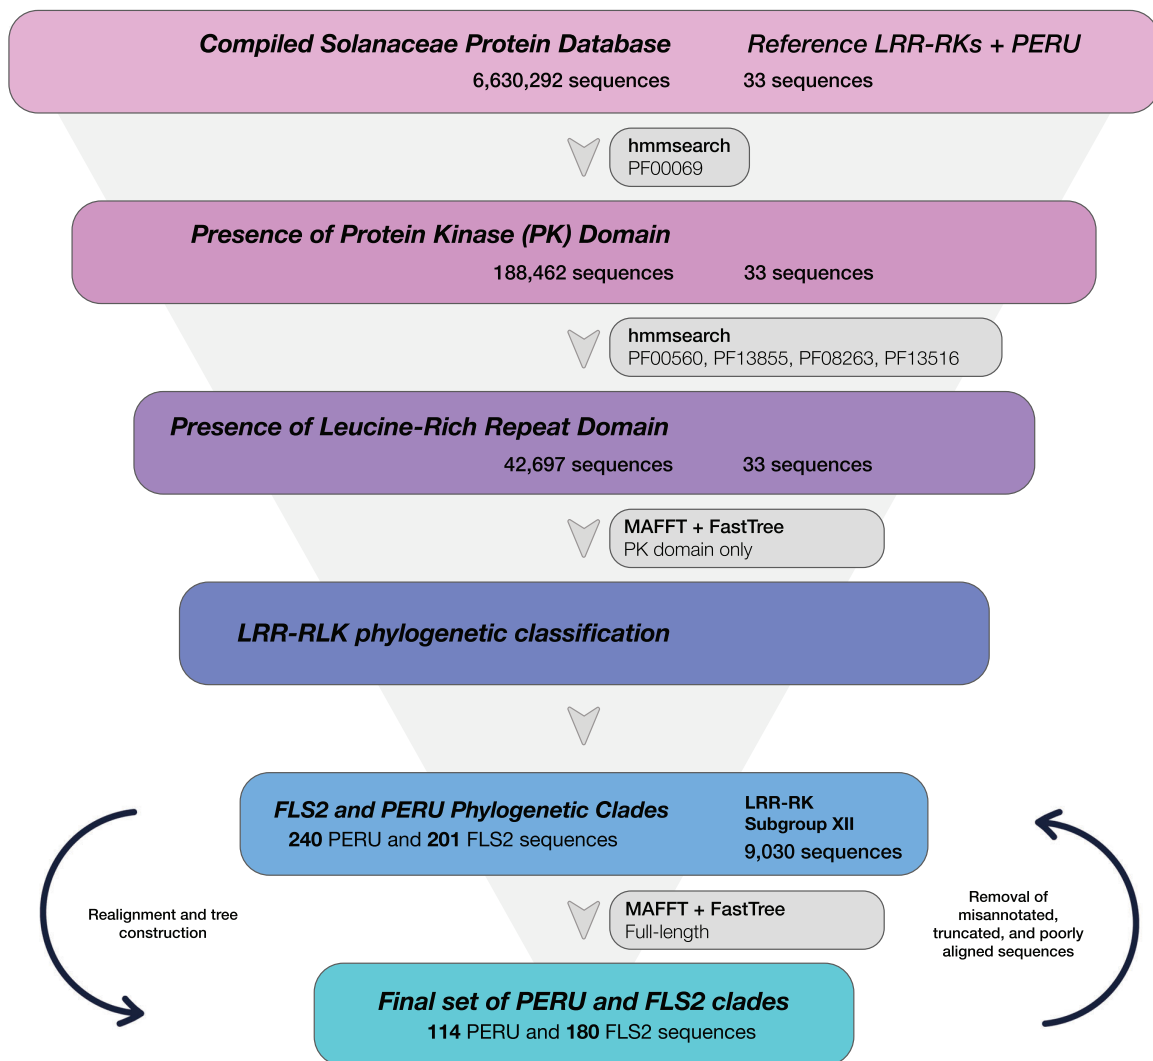 Compiled Solanaceae Protein Database
6,630,292 sequences
Reference LRR-RKs + PERU
33 sequences
hmmsearch
PF00069
Presence of Protein Kinase (PK) Domain
188,462 sequences
33 sequences
hmmsearch
PF00560, PF13855, PF08263, PF13516
Presence of Leucine-Rich Repeat Domain
42,697 sequences
33 sequences
MAFFT + FastTree
PK domain only
LRR-RLK phylogenetic classification
FLS2 and PERU Phylogenetic Clades
240 PERU and 201 FLS2 sequences
LRR-RK
Subgroup XII
9,030 sequences
Realignment and tree
construction
MAFFT + FastTree
Full-length
Removal of
misannotated,
truncated, and poorly
aligned sequences
Final set of PERU and FLS2 clades
114 PERU and 180 FLS2 sequences